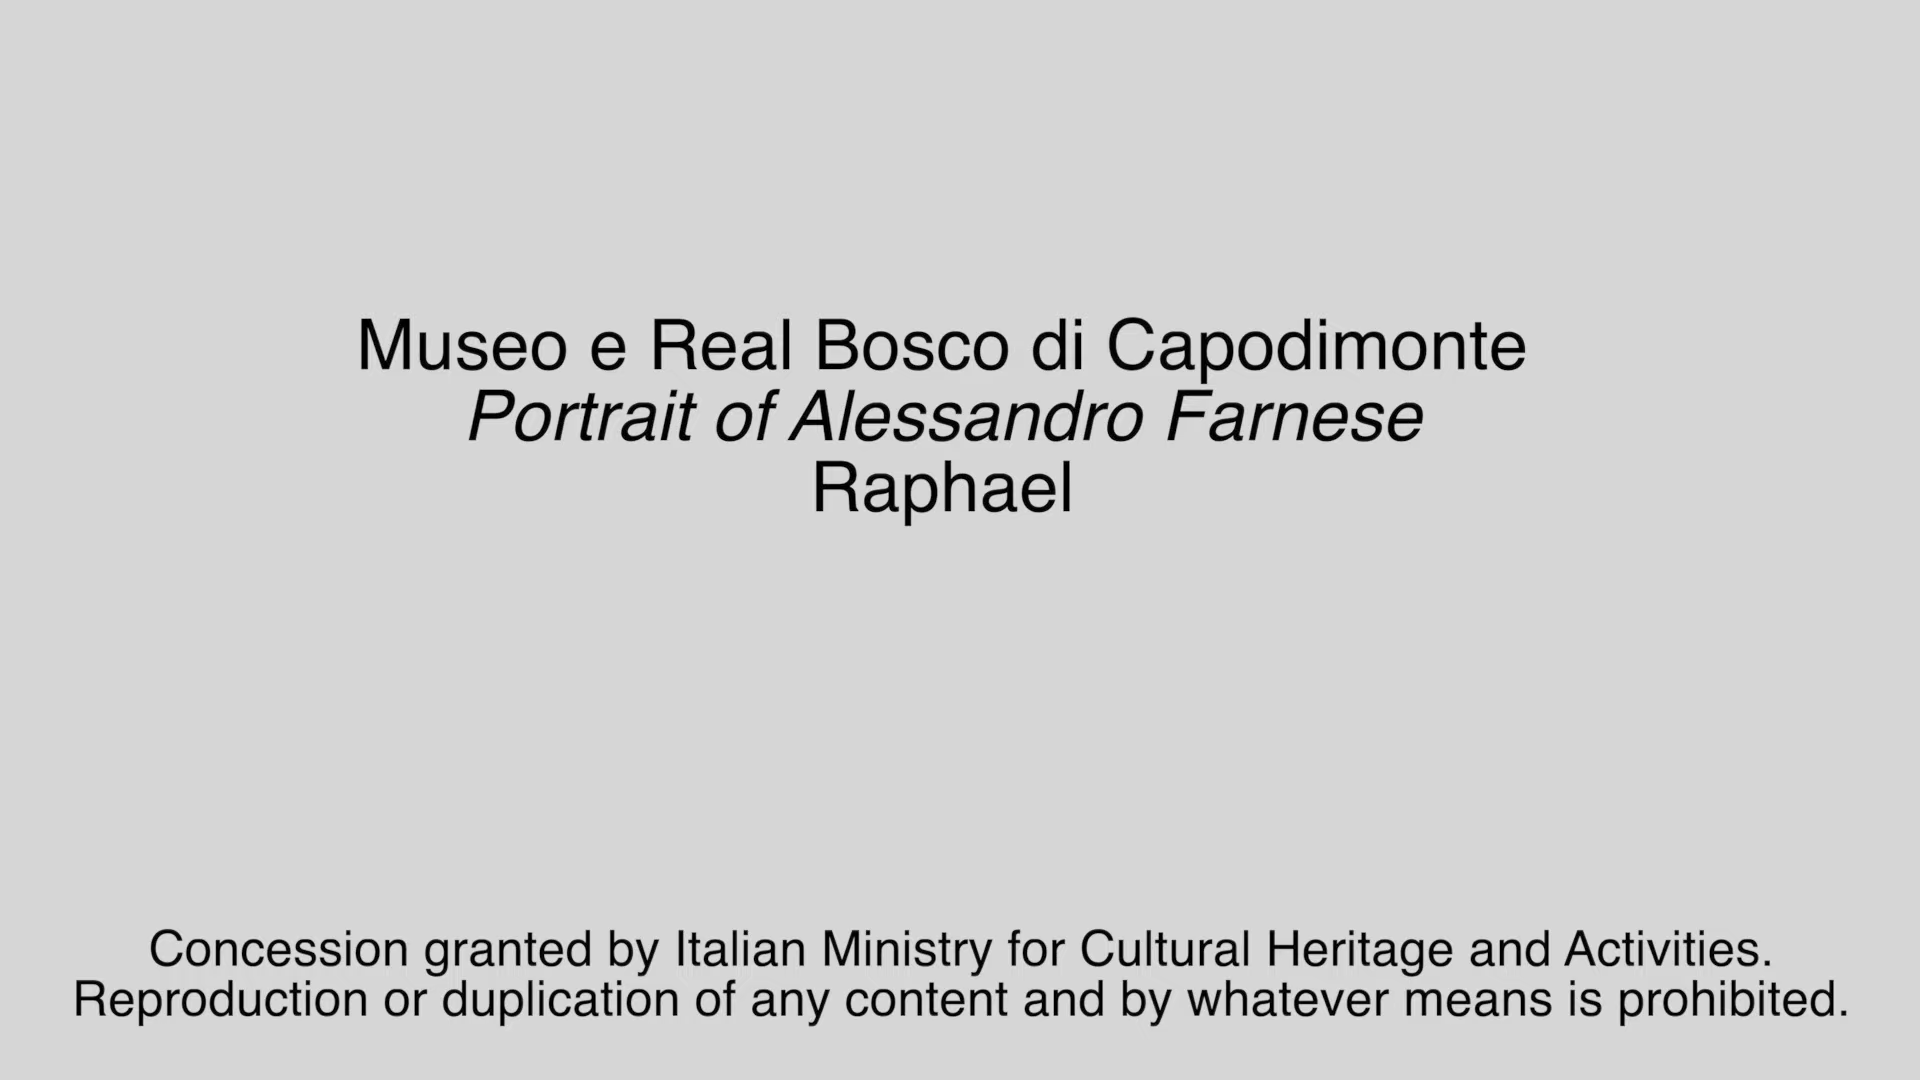 Museo e Real Bosco di Capodimonte
Portrait of Alessandro Farnese
Raphael
Concession granted by Italian Ministry for Cultural Heritage and Activities.
Reproduction or duplication of any content and by whatever means is prohibited.